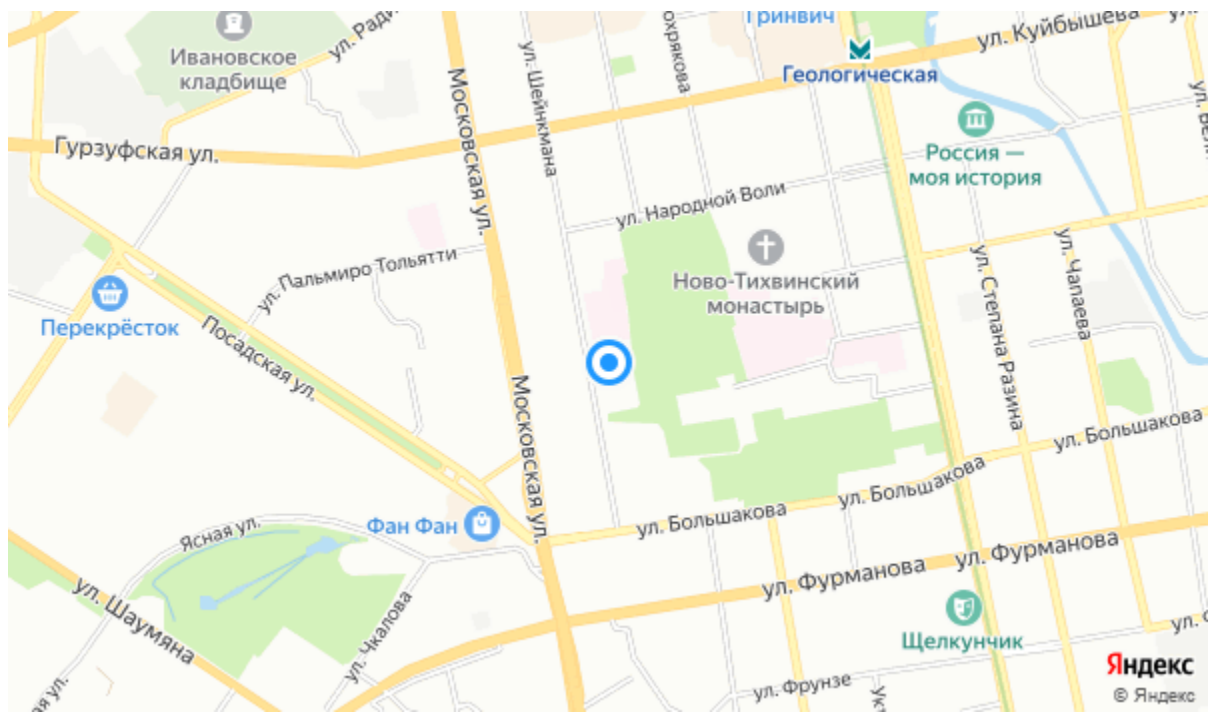 Гринвич
ул. Куйбышева
Ивановское
кладбище
ул. Шейнкмана
Московская ул.
Геологическая
Гурзуфская ул.
Россия —
моя история
ул. Народной Воли
ул. Пальмиро Тольятти
Ново-Тихвинский
монастырь
ул. Степана Разина
ул. Чапаева
Перекрёсток
Посадская ул.
Московская ул.
ул. Большакова
ул. Большакова
ул. Большакова
Фан Фан
Ясная ул.
ул. Фурманова
ул. Фурманова
ул. Шаумяна
ул. Чкалова
Щелкунчик
ул. Фрунзе
Яндекс
© Яндекс